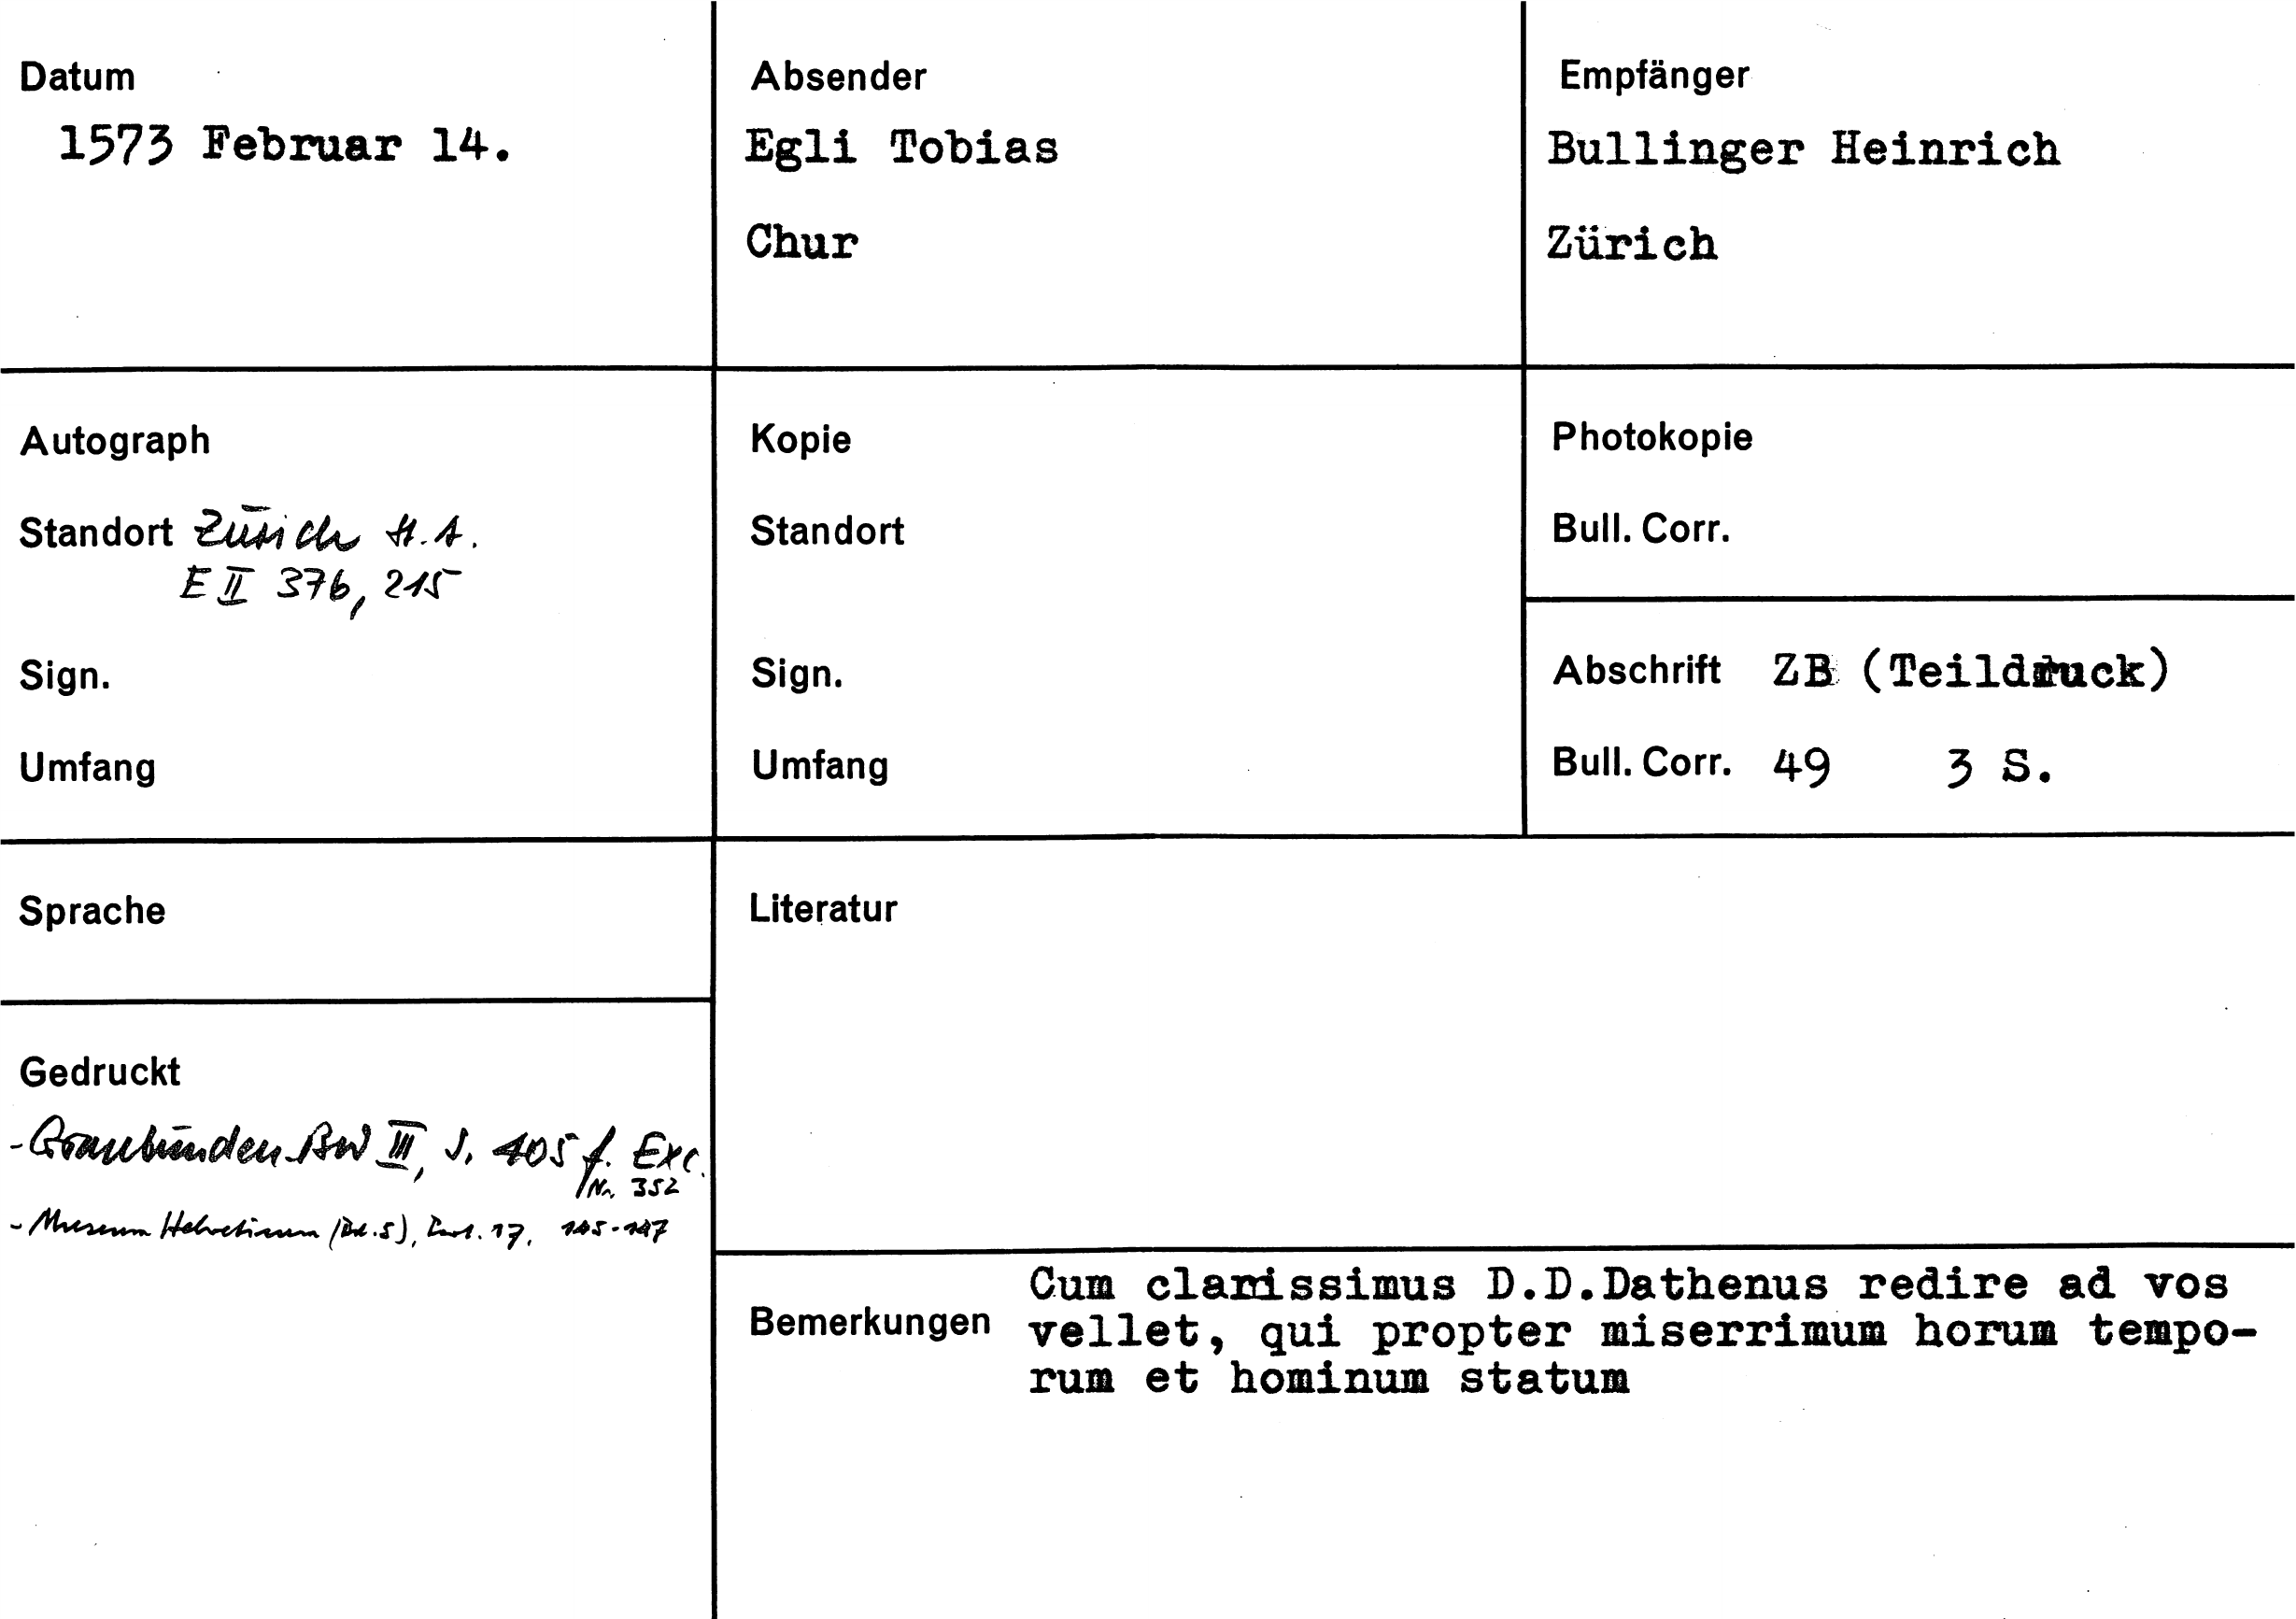 Datum
1573 Februar 14.
Absender
Egli Tobias
Chur
Empfänger
Bullinger Heinrich
Zürich
Autograph
Standort Zürich St.A.
E II 376, 215
Sign.
Umfang
Kopie
Standort
Sign.
Umfang
Photokopie
Bull. Corr.
Abschrift ZB (Teildruck)
Bull. Corr. 49 3 S.
Sprache
Gedruckt
- Graubünden BW III, S. 405 f. Exc.
Nr. 352
- Museum Helveticum (Bd. 5), 17, 145-147
Literatur
Bemerkungen
Cum clarissimus D.D.Dathenus redire ad vos
vellet, qui propter miserrimum horum tempo-
rum et hominum statum